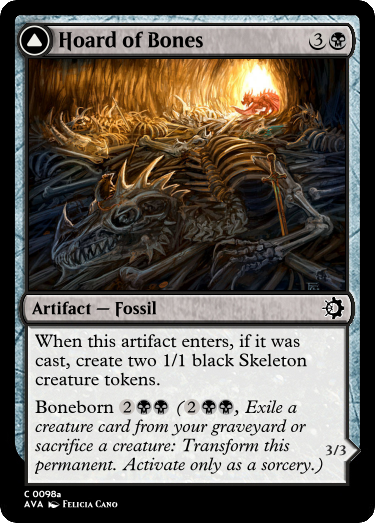 Hoard of Bones 3
Artifact — Fossil
When this artifact enters, if it was
cast, create two 1/1 black Skeleton
creature tokens.
Boneborn 2 (2, Exile a
creature card from your graveyard or
sacrifice a creature: Transform this
permanent. Activate only as a sorcery.)
3/3
C 0098a
AVA Felicia Cano